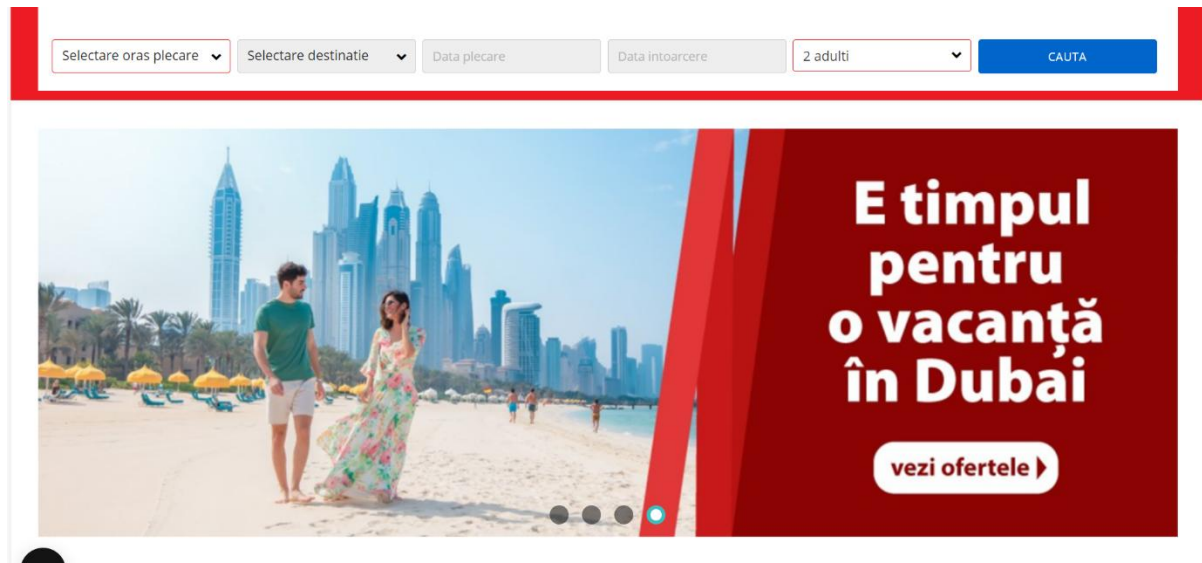 Selectare oras plecare
Selectare destinatie
Data plecare
Data intoarcere
2 adulti
CAUTA
E timpul
pentru
o vacanță
în Dubai
vezi ofertele